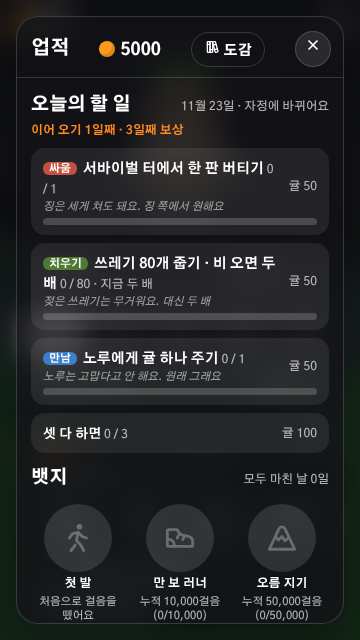 업적
5000
도감
오늘의 할 일
11월 23일 · 자정에 바뀌어요
이어 오기 1일째 · 3일째 보상
싸움 서바이벌 터에서 한 판 버티기 0
/ 1
귤 50
징은 세게 쳐도 돼요. 징 쪽에서 원해요
치우기 쓰레기 80개 줍기 · 비 오면 두
배 0 / 80 · 지금 두 배
귤 50
젖은 쓰레기는 무거워요. 대신 두 배
만남 노루에게 귤 하나 주기 0 / 1
귤 50
노루는 고맙다고 안 해요. 원래 그래요
셋 다 하면 0 / 3
귤 100
뱃지
모두 마친 날 0일
첫 발
만 보 러너
오름 지기
처음으로 걸음을
뗐어요
누적 10,000걸음
(0/10,000)
누적 50,000걸음
(0/50,000)